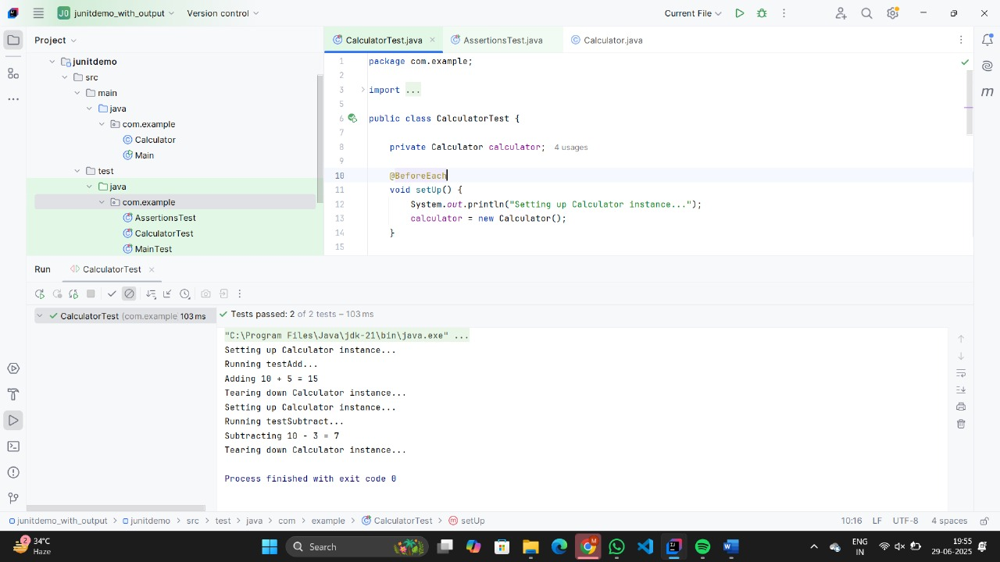 JO junitdemo_with_output Version control Current File
Project
CalculatorTest.java AssertionsTest.java Calculator.java
junitdemo
src
main
java
com.example
Calculator
Main
test
java
com.example
AssertionsTest
CalculatorTest
MainTest
1 package com.example;
2
3 import ...
5
6 public class CalculatorTest {
7
8 private Calculator calculator; 4 usages
9
10 @BeforeEach
11 void setUp() {
12 System.out.println("Setting up Calculator instance...");
13 calculator = new Calculator();
14 }
15
Run CalculatorTest
CalculatorTest (com.example 103 ms
Tests passed: 2 of 2 tests – 103 ms
"C:\Program Files\Java\jdk-21\bin\java.exe" ...
Setting up Calculator instance...
Running testAdd...
Adding 10 + 5 = 15
Tearing down Calculator instance...
Setting up Calculator instance...
Running testSubtract...
Subtracting 10 - 3 = 7
Tearing down Calculator instance...
Process finished with exit code 0
junitdemo_with_output > junitdemo > src > test > java > com > example > CalculatorTest > setUp 10:16 LF UTF-8 4 spaces
2 34°C
Haze
Search
M
ENG
IN
19:55
29-06-2025